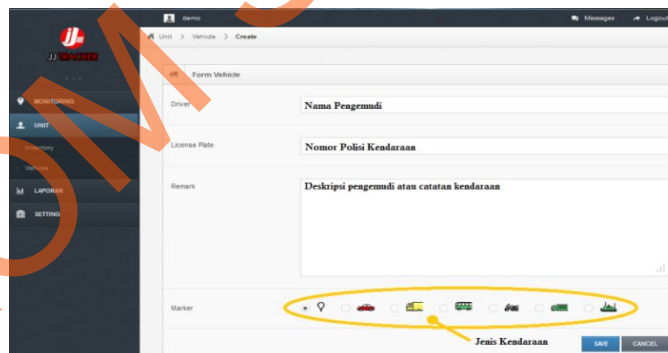 demo
Messages
Logout
JJ TRACKER
Unit > Vehicle > Create
Form Vehicle
MONITORING
UNIT
Inventory
Vehicle
LAPORAN
SETTING
Driver
Nama Pengemudi
License Plate
Nomor Polisi Kendaraan
Remark
Deskripsi pengemudi atau catatan kendaraan
Marker
Jenis Kendaraan
SAVE
CANCEL